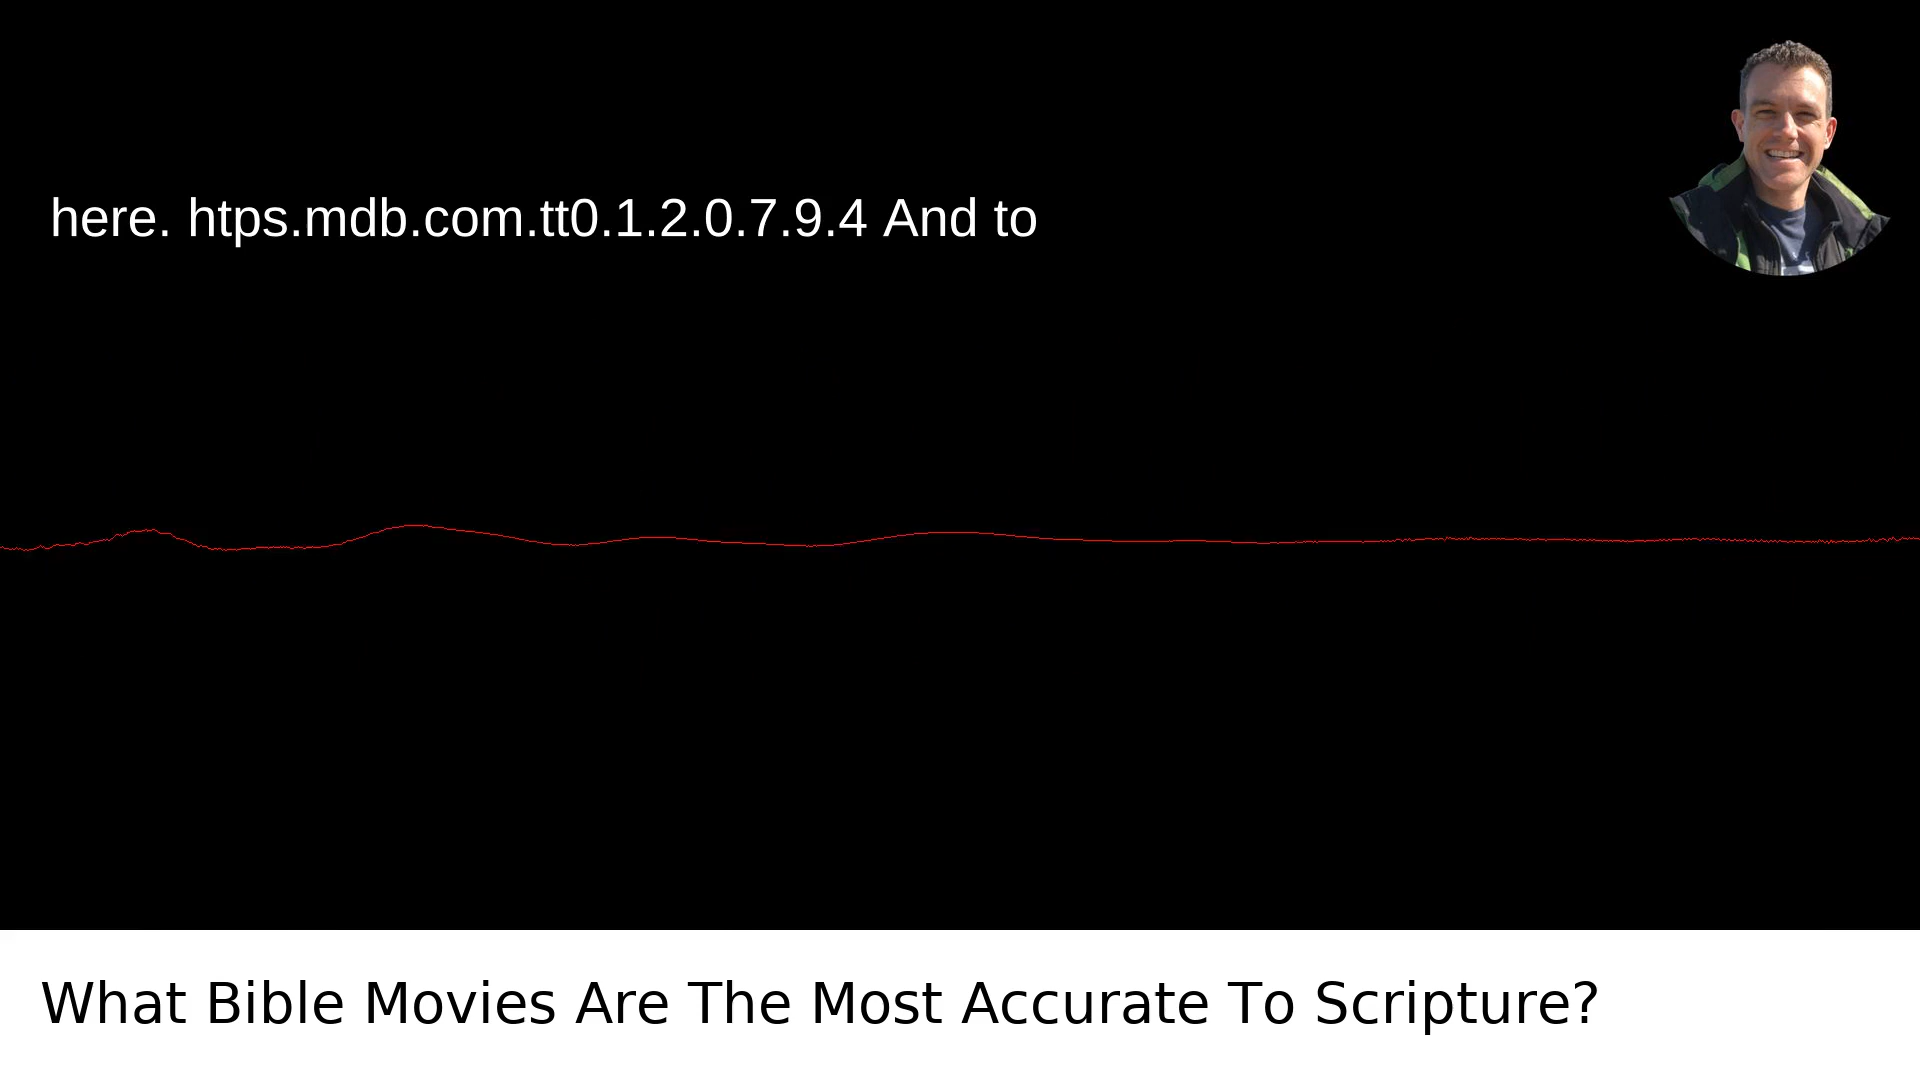 here. htps.mdb.com.tt0.1.2.0.7.9.4 And to
What Bible Movies Are The Most Accurate To Scripture?